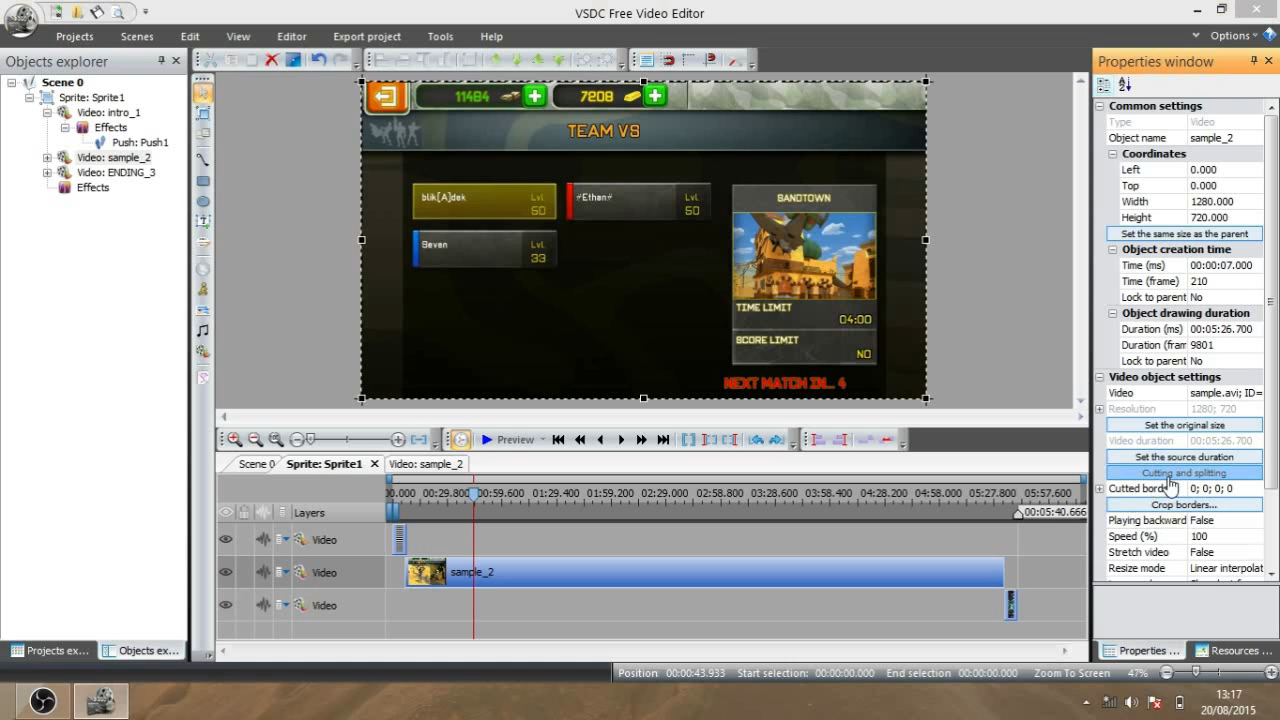 VSDC Free Video Editor
Projects Scenes Edit View Editor Export project Tools Help Options
Objects explorer
Scene 0
Sprite: Sprite1
Video: intro_1
Effects
Push: Push1
Video: sample_2
Video: ENDING_3
Effects
Projects ex... Objects ex...
11484 7208
TEAM VS
blik[A]dek Lvl. 50
#Ethan# Lvl. 50
Seven Lvl. 33
SANDTOWN
TIME LIMIT
04:00
SCORE LIMIT
NO
NEXT MATCH IN... 4
Preview
Scene 0 Sprite: Sprite1 Video: sample_2
0.000 00:29.800 00:59.600 01:29.400 01:59.200 02:29.000 02:58.800 03:28.600 03:58.400 04:28.200 04:58.000 05:27.800 05:57.600
Layers 00:05:40.666
Video
Video sample_2
Video
Properties window
Common settings
Type Video
Object name sample_2
Coordinates
Left 0.000
Top 0.000
Width 1280.000
Height 720.000
Set the same size as the parent
Object creation time
Time (ms) 00:00:07.000
Time (frame) 210
Lock to parent No
Object drawing duration
Duration (ms) 00:05:26.700
Duration (fram 9801
Lock to parent No
Video object settings
Video sample.avi; ID=
Resolution 1280; 720
Set the original size
Video duration 00:05:26.700
Set the source duration
Cutting and splitting
Cutted bord 0; 0; 0; 0
Crop borders...
Playing backward False
Speed (%) 100
Stretch video False
Resize mode Linear interpolat
Properties ... Resources ...
Position 00:00:43.933 Start selection: 00:00:00.000 End selection 00:00:00.000 Zoom To Screen 47%
13:17
20/08/2015